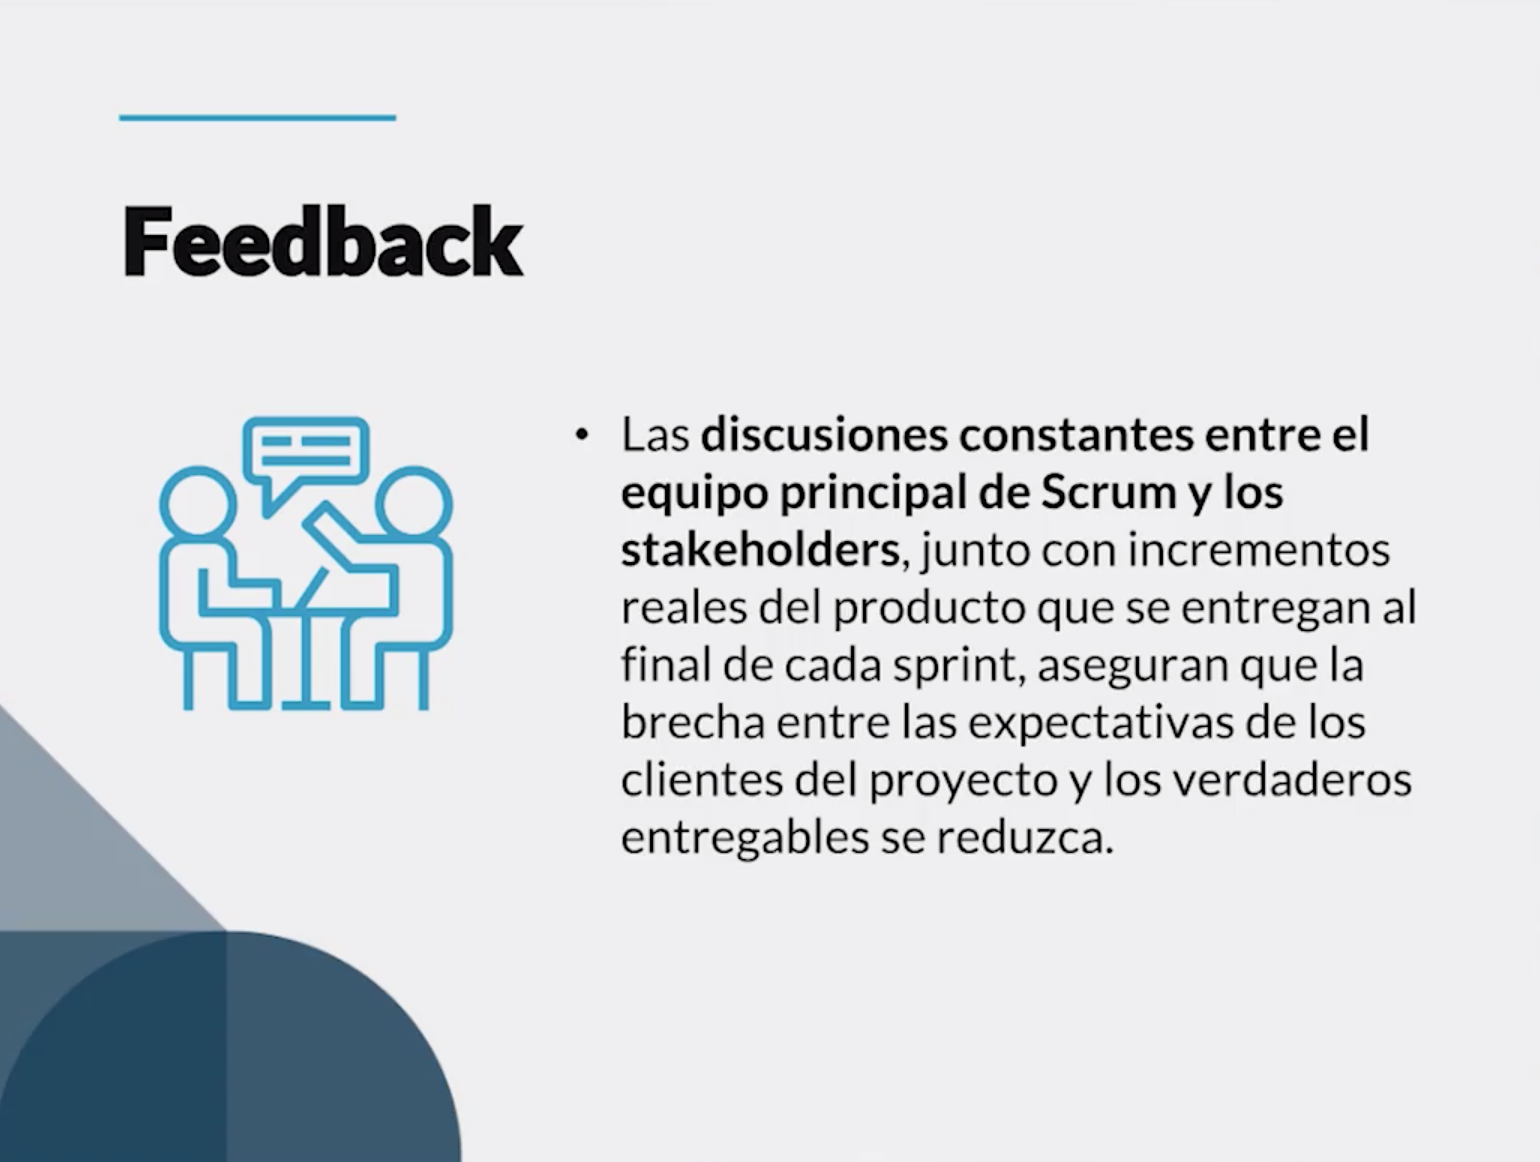 Feedback
• Las discusiones constantes entre el
equipo principal de Scrum y los
stakeholders, junto con incrementos
reales del producto que se entregan al
final de cada sprint, aseguran que la
brecha entre las expectativas de los
clientes del proyecto y los verdaderos
entregables se reduzca.